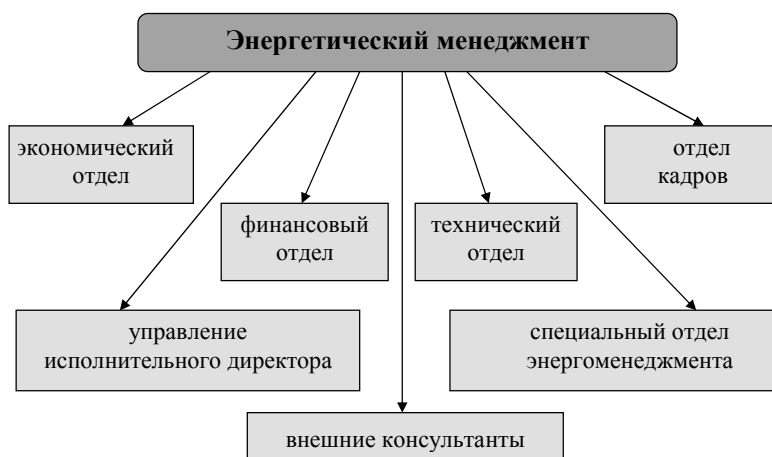 Энергетический менеджмент
экономический
отдел
отдел
кадров
финансовый
отдел
технический
отдел
управление
исполнительного директора
специальный отдел
энергоменеджмента
внешние консультанты